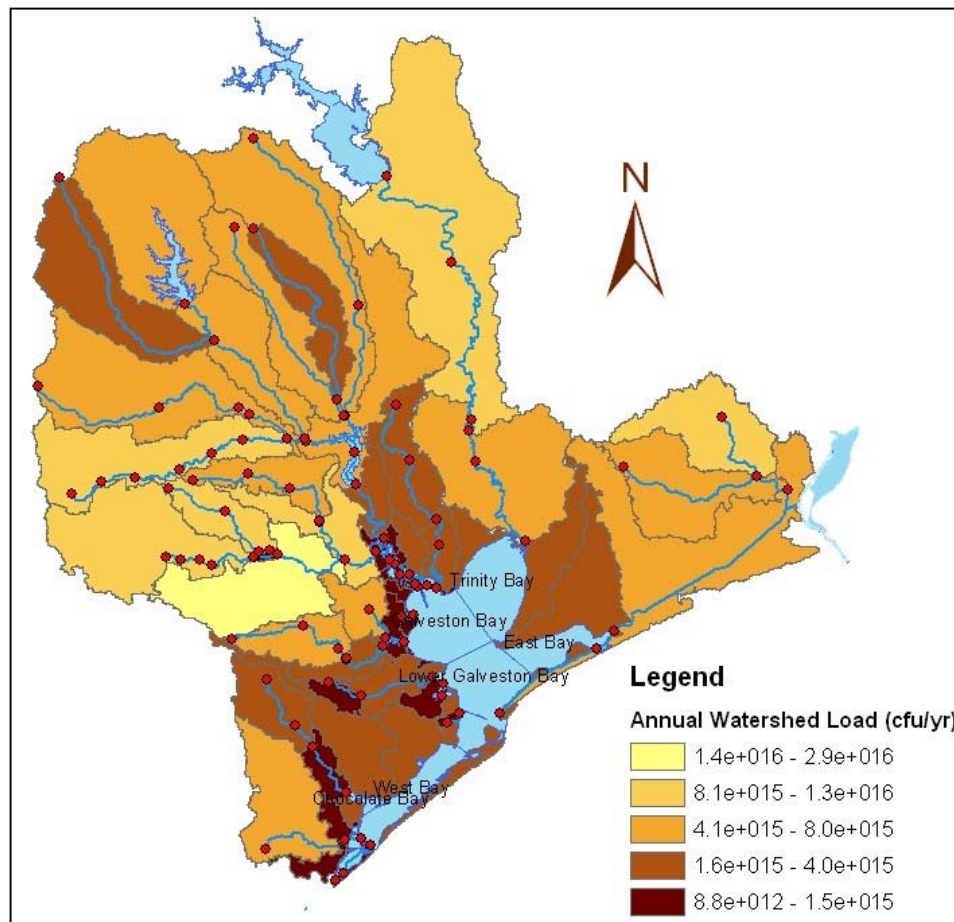 N
Trinity Bay
lveston Bay
East Bay
Lower Galveston Bay
West Bay
Chocolate Bay
Legend
Annual Watershed Load (cfu/yr)
1.4e+016 - 2.9e+016
8.1e+015 - 1.3e+016
4.1e+015 - 8.0e+015
1.6e+015 - 4.0e+015
8.8e+012 - 1.5e+015